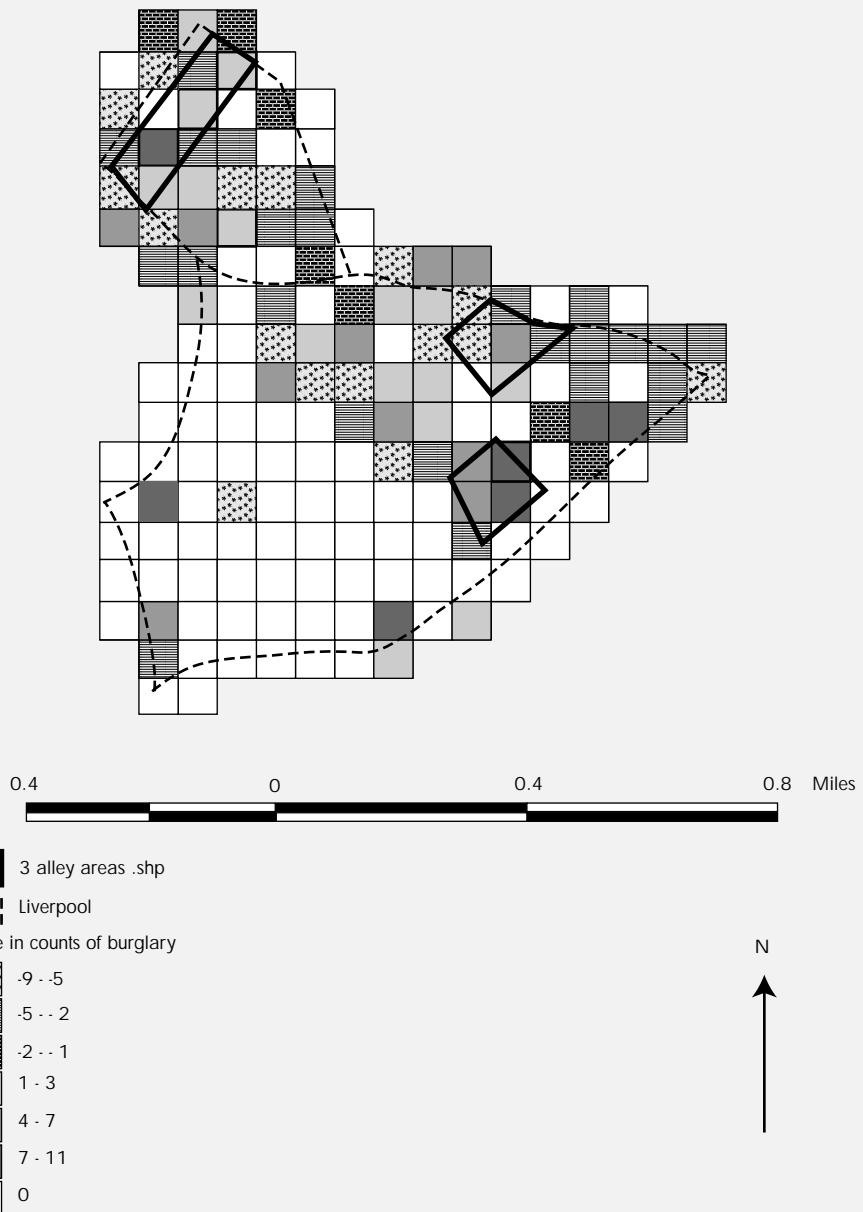 0.4 0 0.4 0.8 Miles
3 alley areas .shp
Liverpool
e in counts of burglary
N
-9 - -5
-5 - - 2
-2 - - 1
1 - 3
4 - 7
7 - 11
0